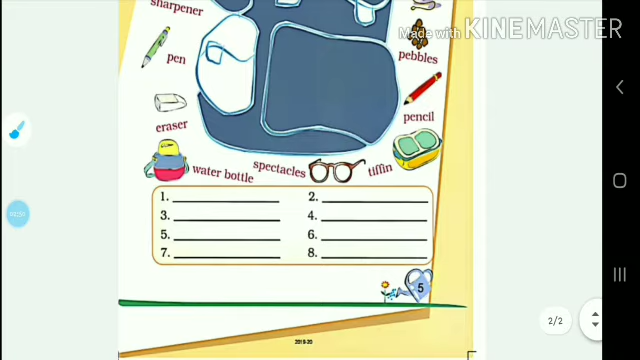 sharpener
Made with KINEMASTER
pen
pebbles
pencil
eraser
water bottle
spectacles
tiffin
1.
2.
3.
4.
5.
6.
7.
8.
5
2/2
2019-20